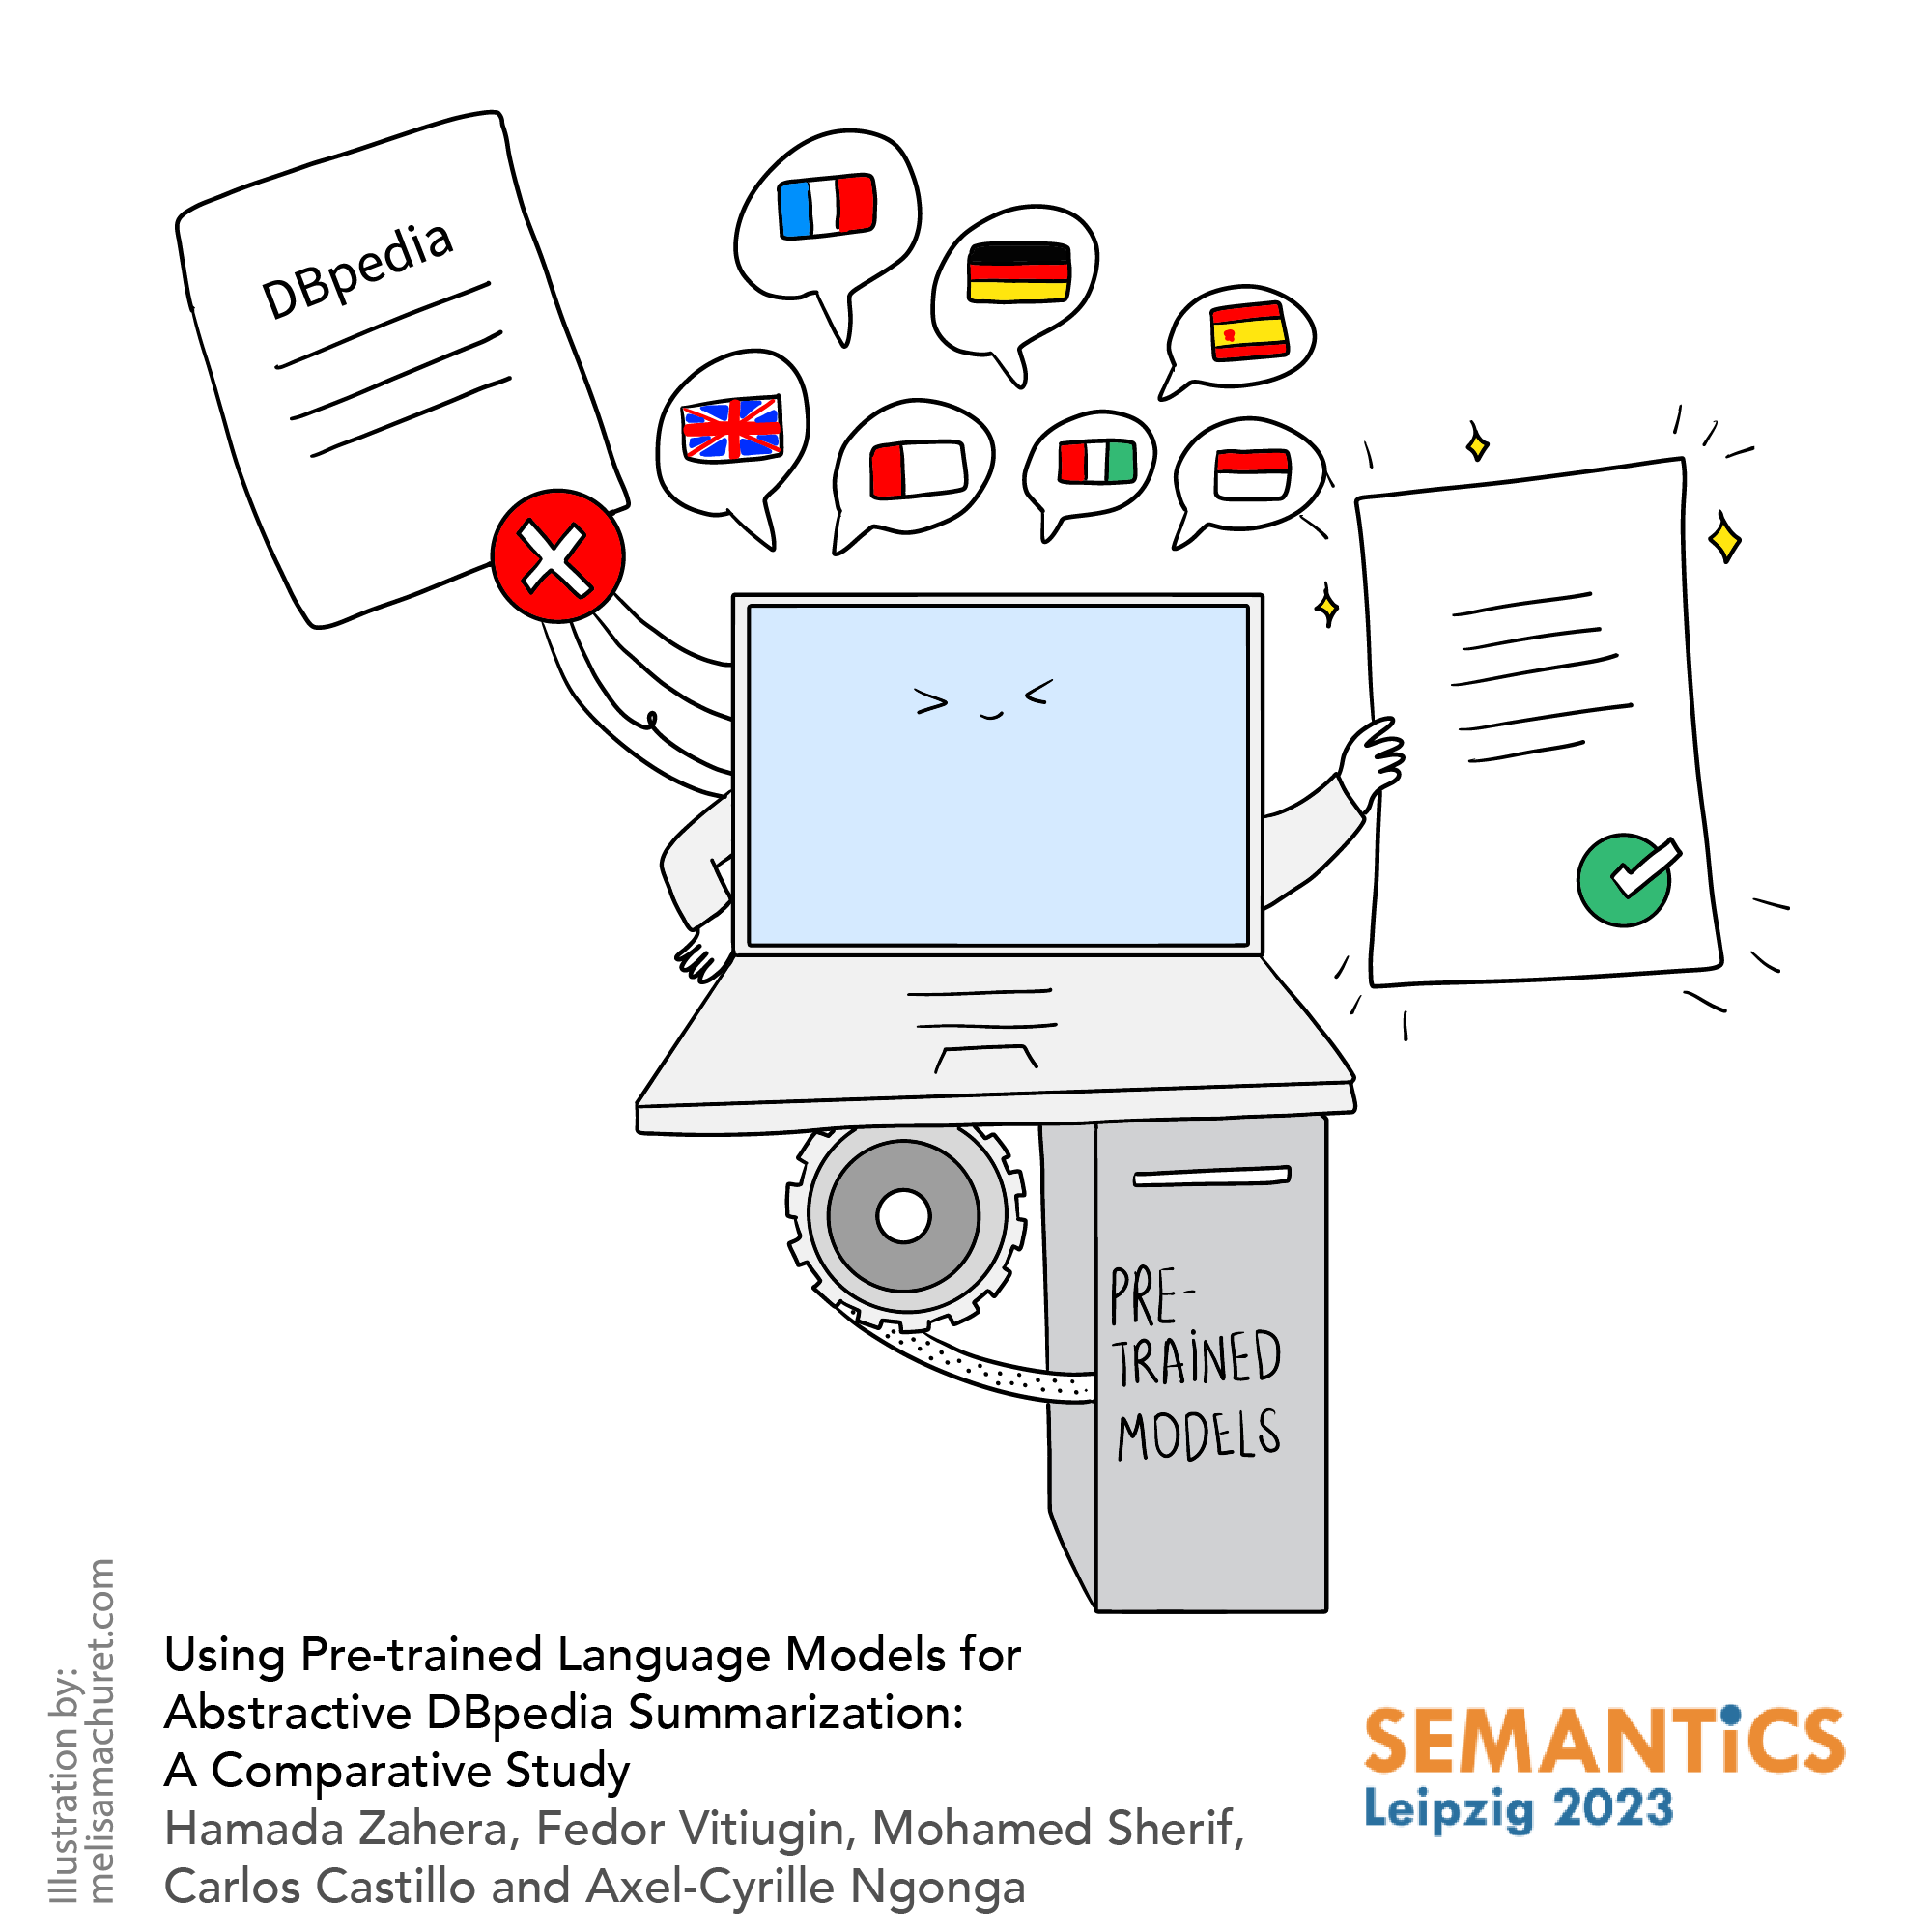 DBpedia
PRE-
TRAiNED
MODELS
Illustration by:
melisamachuret.com
Using Pre-trained Language Models for
Abstractive DBpedia Summarization:
A Comparative Study
Hamada Zahera, Fedor Vitiugin, Mohamed Sherif,
Carlos Castillo and Axel-Cyrille Ngonga
SEMANTiCS
Leipzig 2023